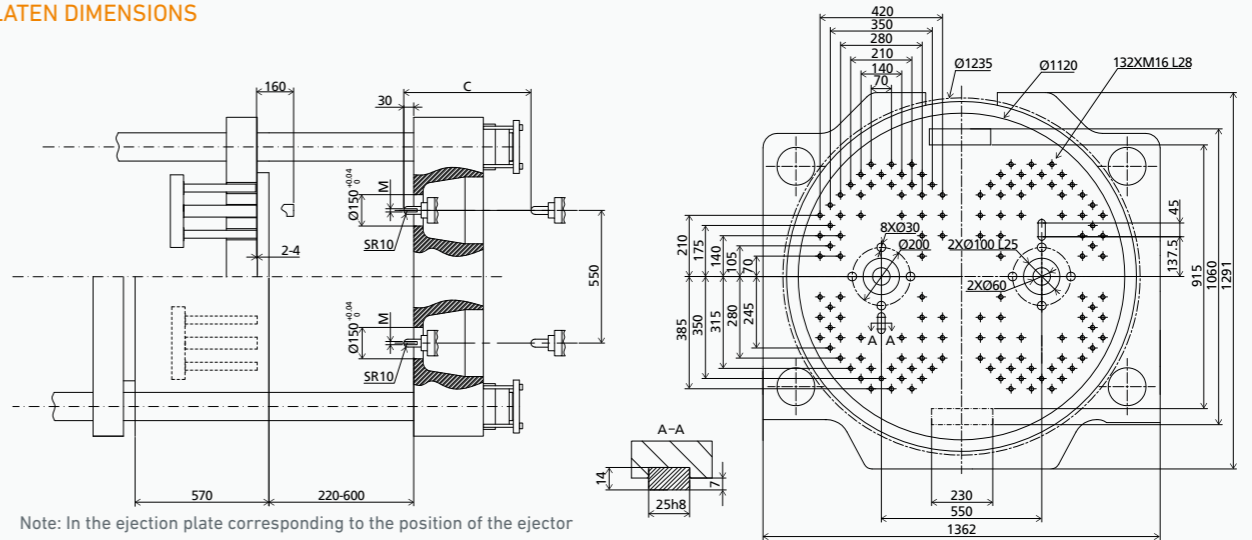 LATEN DIMENSIONS
160
30
C
M
Ø150 +0.04 0
SR10
2-4
550
M
Ø150 +0.04 0
SR10
570
220-600
Note: In the ejection plate corresponding to the position of the ejector
420
350
280
210
140
70
Ø1235
Ø1120
132XM16 L28
210
175
140
105
70
8XØ30
Ø200
2XØ100 L25
2XØ60
45
137.5
915
1060
1291
385
350
315
280
245
A A
A-A
14
7
25h8
230
550
1362